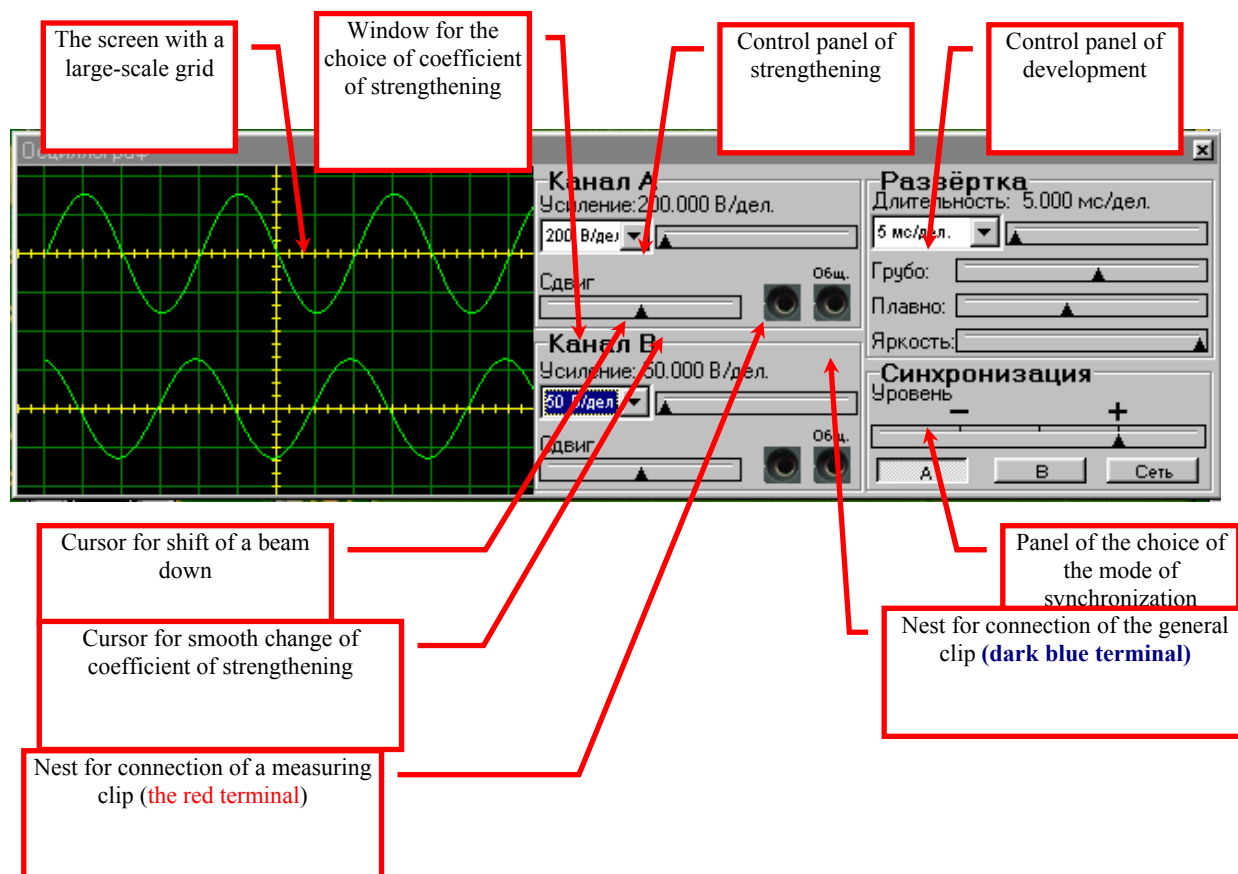 The screen with a
large-scale grid
Window for the
choice of coefficient
of strengthening
Control panel of
strengthening
Control panel of
development
Осциллограф
Канал А
Усиление: 200.000 В/дел.
200 В/дел
Сдвиг
Общ.
Канал В
Усиление: 50.000 В/дел.
50 В/дел
Сдвиг
Общ.
Развёртка
Длительность: 5.000 мс/дел.
5 мс/дел.
Грубо:
Плавно:
Яркость:
Синхронизация
Уровень
− +
А В Сеть
Cursor for shift of a beam
down
Cursor for smooth change of
coefficient of strengthening
Nest for connection of a measuring
clip (the red terminal)
Panel of the choice of
the mode of
synchronization
Nest for connection of the general
clip (dark blue terminal)